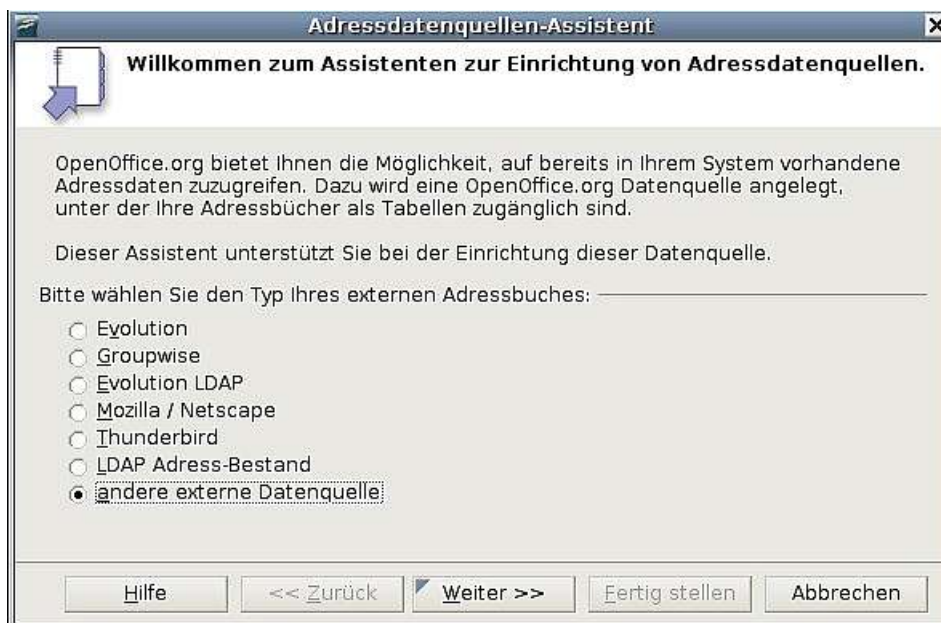 Adressdatenquellen-Assistent
Willkommen zum Assistenten zur Einrichtung von Adressdatenquellen.
OpenOffice.org bietet Ihnen die Möglichkeit, auf bereits in Ihrem System vorhandene
Adressdaten zuzugreifen. Dazu wird eine OpenOffice.org Datenquelle angelegt,
unter der Ihre Adressbücher als Tabellen zugänglich sind.
Dieser Assistent unterstützt Sie bei der Einrichtung dieser Datenquelle.
Bitte wählen Sie den Typ Ihres externen Adressbuches:
Evolution
Groupwise
Evolution LDAP
Mozilla / Netscape
Thunderbird
LDAP Adress-Bestand
andere externe Datenquelle
Hilfe << Zurück Weiter >> Fertig stellen Abbrechen